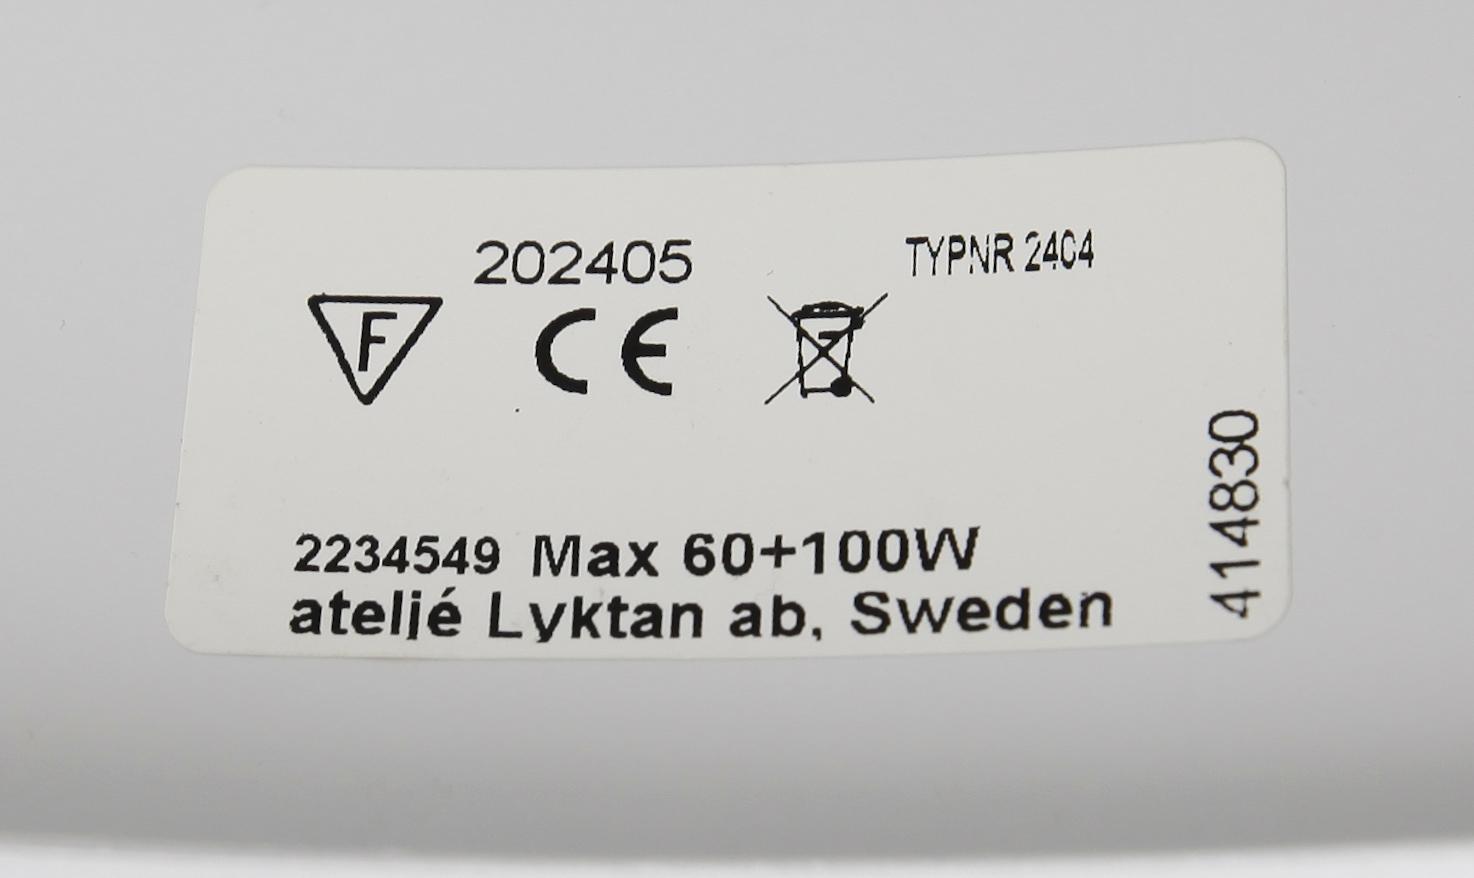 202405
TYPNR 2404
F
CE
2234549 Max 60+100W
ateljé Lyktan ab, Sweden
414830